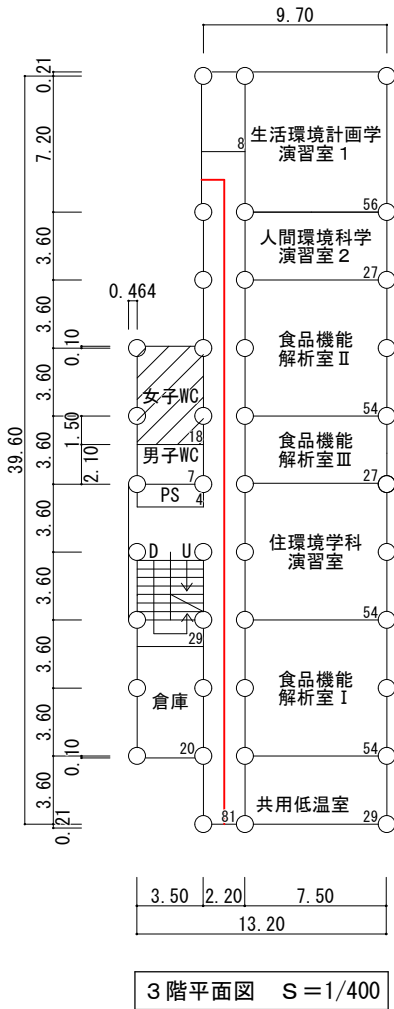 9.70
0.21
7.20
3.60
3.60
0.10
3.60
1.50
3.60
2.10
3.60
3.60
3.60
0.10
3.60
0.21
39.60
0.464
8
生活環境計画学
演習室1
56
人間環境科学
演習室2
27
食品機能
解析室Ⅱ
54
女子WC
18
男子WC
7
PS
4
食品機能
解析室Ⅲ
27
D U
住環境学科
演習室
54
29
倉庫
20
食品機能
解析室Ⅰ
54
共用低温室
81
29
3.50 2.20 7.50
13.20
3階平面図 S=1/400